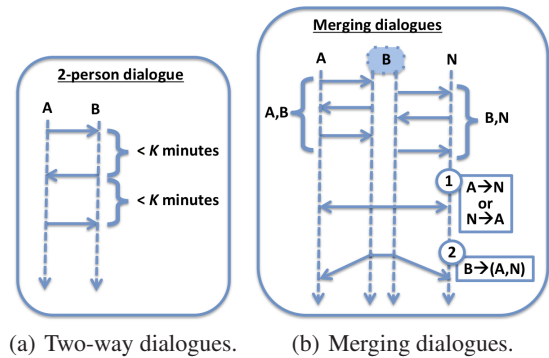 2-person dialogue
A B
< K minutes
< K minutes
(a) Two-way dialogues.
Merging dialogues
A B N
A,B
B,N
1
A→N
or
N→A
2
B→(A,N)
(b) Merging dialogues.